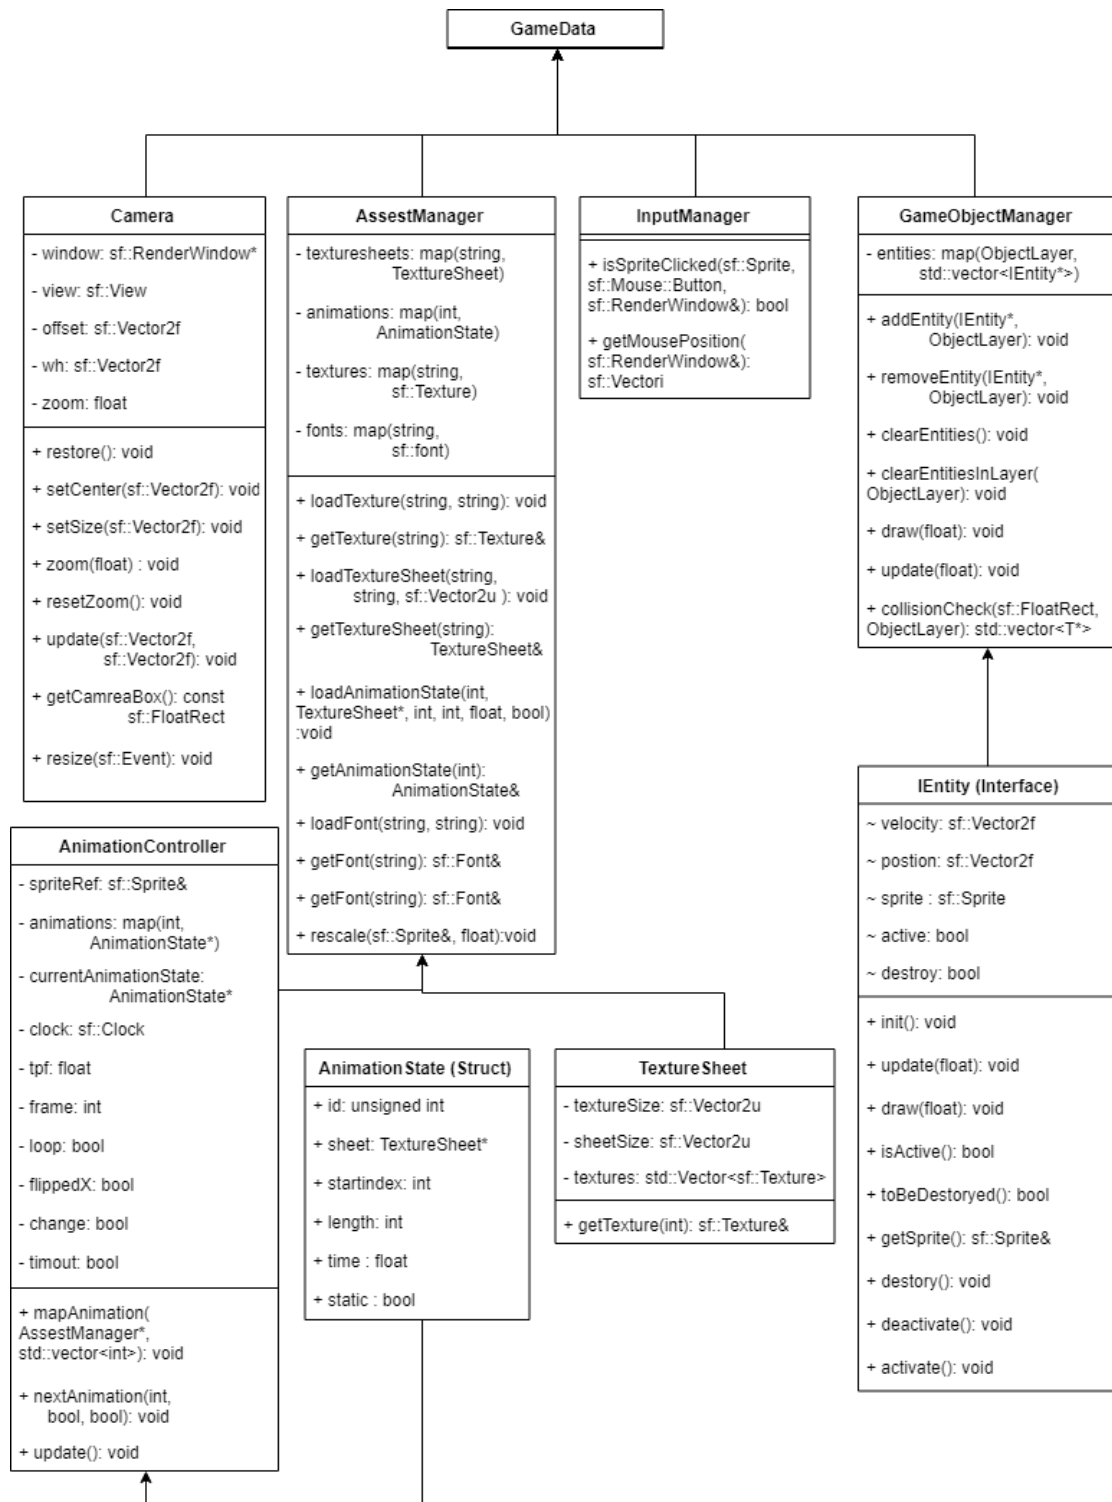 GameData
Camera
- window: sf::RenderWindow*
- view: sf::View
- offset: sf::Vector2f
- wh: sf::Vector2f
- zoom: float
+ restore(): void
+ setCenter(sf::Vector2f): void
+ setSize(sf::Vector2f): void
+ zoom(float) : void
+ resetZoom(): void
+ update(sf::Vector2f,
sf::Vector2f): void
+ getCamreaBox(): const
sf::FloatRect
+ resize(sf::Event): void
AssestManager
- texturesheets: map(string,
TexttureSheet)
- animations: map(int,
AnimationState)
- textures: map(string,
sf::Texture)
- fonts: map(string,
sf::font)
+ loadTexture(string, string): void
+ getTexture(string): sf::Texture&
+ loadTextureSheet(string,
string, sf::Vector2u ): void
+ getTextureSheet(string):
TextureSheet&
+ loadAnimationState(int,
TextureSheet*, int, int, float, bool)
:void
+ getAnimationState(int):
AnimationState&
+ loadFont(string, string): void
+ getFont(string): sf::Font&
+ getFont(string): sf::Font&
+ rescale(sf::Sprite&, float):void
InputManager
+ isSpriteClicked(sf::Sprite,
sf::Mouse::Button,
sf::RenderWindow&): bool
+ getMousePosition(
sf::RenderWindow&):
sf::Vectori
GameObjectManager
- entities: map(ObjectLayer,
std::vector<IEntity*>)
+ addEntity(IEntity*,
ObjectLayer): void
+ removeEntity(IEntity*,
ObjectLayer): void
+ clearEntities(): void
+ clearEntitiesInLayer(
ObjectLayer): void
+ draw(float): void
+ update(float): void
+ collisionCheck(sf::FloatRect,
ObjectLayer): std::vector<T*>
IEntity (Interface)
~ velocity: sf::Vector2f
~ postion: sf::Vector2f
~ sprite : sf::Sprite
~ active: bool
~ destroy: bool
+ init(): void
+ update(float): void
+ draw(float): void
+ isActive(): bool
+ toBeDestoryed(): bool
+ getSprite(): sf::Sprite&
+ destory(): void
+ deactivate(): void
+ activate(): void
AnimationController
- spriteRef: sf::Sprite&
- animations: map(int,
AnimationState*)
- currentAnimationState:
AnimationState*
- clock: sf::Clock
- tpf: float
- frame: int
- loop: bool
- flippedX: bool
- change: bool
- timout: bool
+ mapAnimation(
AssestManager*,
std::vector<int>): void
+ nextAnimation(int,
bool, bool): void
+ update(): void
AnimationState (Struct)
+ id: unsigned int
+ sheet: TextureSheet*
+ startindex: int
+ length: int
+ time : float
+ static : bool
TextureSheet
- textureSize: sf::Vector2u
- sheetSize: sf::Vector2u
- textures: std::Vector<sf::Texture>
+ getTexture(int): sf::Texture&